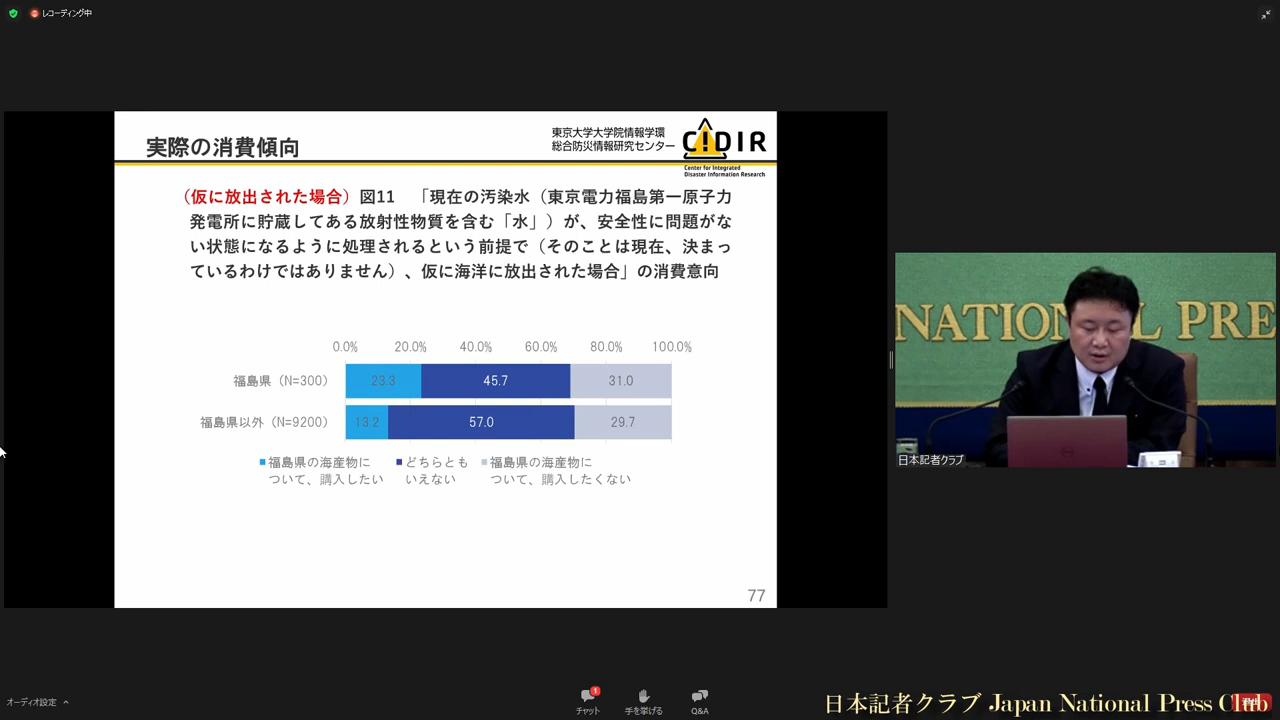 レコーディング中
実際の消費傾向
東京大学大学院情報学環
総合防災情報研究センター
C!DIR
Center for Integrated
Disaster Information Research
（仮に放出された場合）図11 「現在の汚染水（東京電力福島第一原子力
発電所に貯蔵してある放射性物質を含む「水」）が、安全性に問題がな
い状態になるように処理されるという前提で（そのことは現在、決まっ
ているわけではありません）、仮に海洋に放出された場合」の消費意向
0.0% 20.0% 40.0% 60.0% 80.0% 100.0%
福島県（N=300） 23.3 45.7 31.0
福島県以外（N=9200） 13.2 57.0 29.7
福島県の海産物に
ついて、購入したい
どちらとも
いえない
福島県の海産物に
ついて、購入したくない
77
NATIONAL PRE
日本記者クラブ
オーディオ設定
1
チャット
手を挙げる
Q&A
日本記者クラブ Japan National Press Club